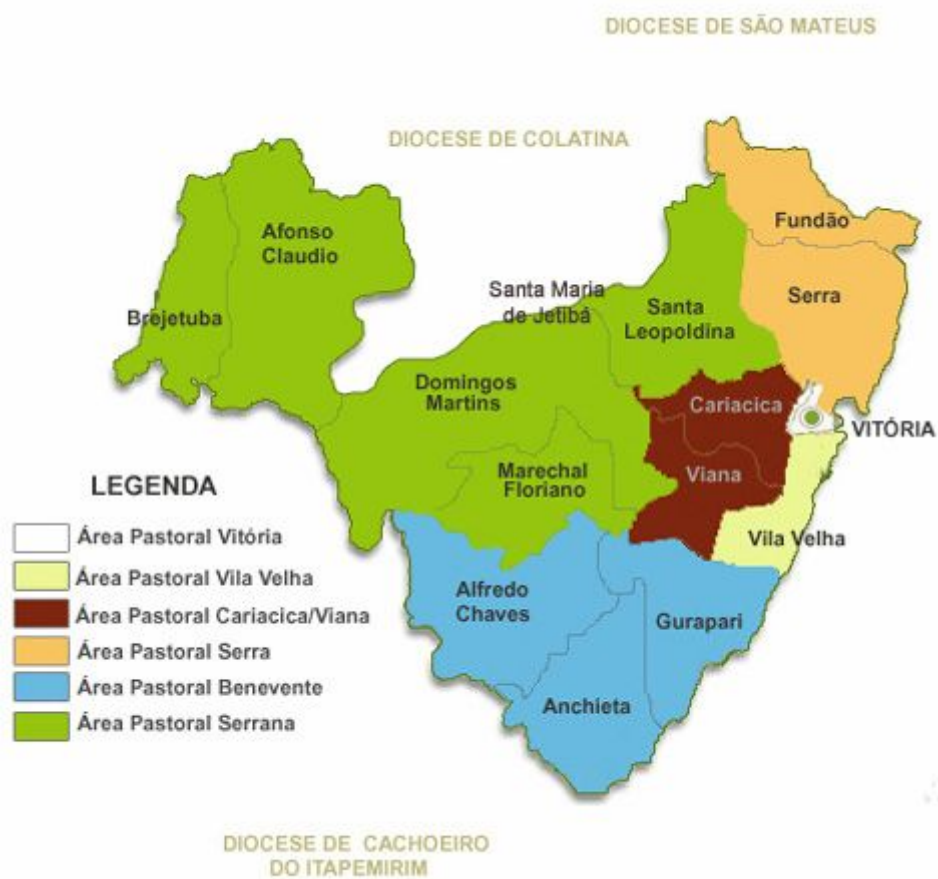 DIOCESE DE SÃO MATEUS
DIOCESE DE COLATINA
Fundão
Afonso
Claudio
Santa Maria
de Jetibá
Serra
Santa
Leopoldina
Brejetuba
Domingos
Martins
Cariacica
VITÓRIA
Marechal
Floriano
Viana
Vila Velha
LEGENDA
Área Pastoral Vitória
Área Pastoral Vila Velha
Área Pastoral Cariacica/Viana
Área Pastoral Serra
Área Pastoral Benevente
Área Pastoral Serrana
Alfredo
Chaves
Gurapari
Anchieta
DIOCESE DE CACHOEIRO
DO ITAPEMIRIM